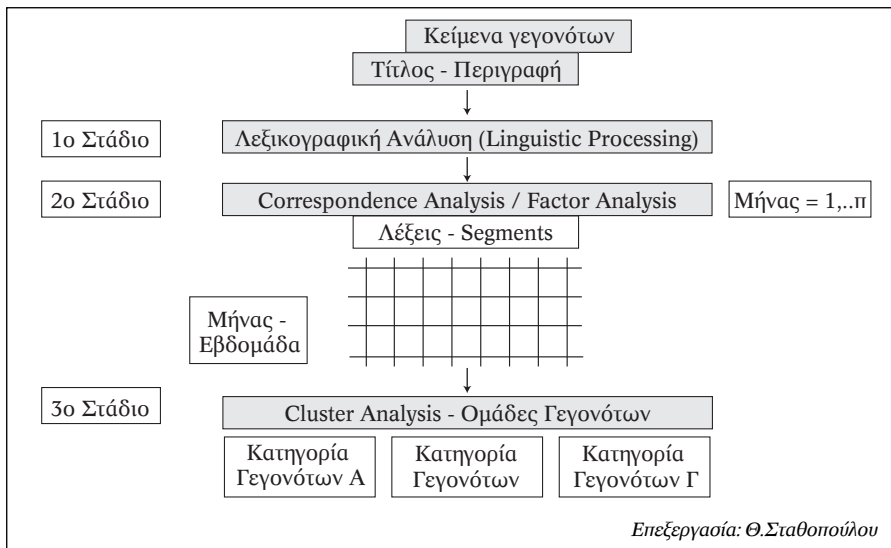 Κείμενα γεγονότων
Τίτλος - Περιγραφή
1ο Στάδιο
Λεξικογραφική Ανάλυση (Linguistic Processing)
2ο Στάδιο
Correspondence Analysis / Factor Analysis
Μήνας = 1,..π
Λέξεις - Segments
Μήνας -
Εβδομάδα
3ο Στάδιο
Cluster Analysis - Ομάδες Γεγονότων
Κατηγορία
Γεγονότων Α
Κατηγορία
Γεγονότων
Κατηγορία
Γεγονότων Γ
Επεξεργασία: Θ.Σταθοπούλου